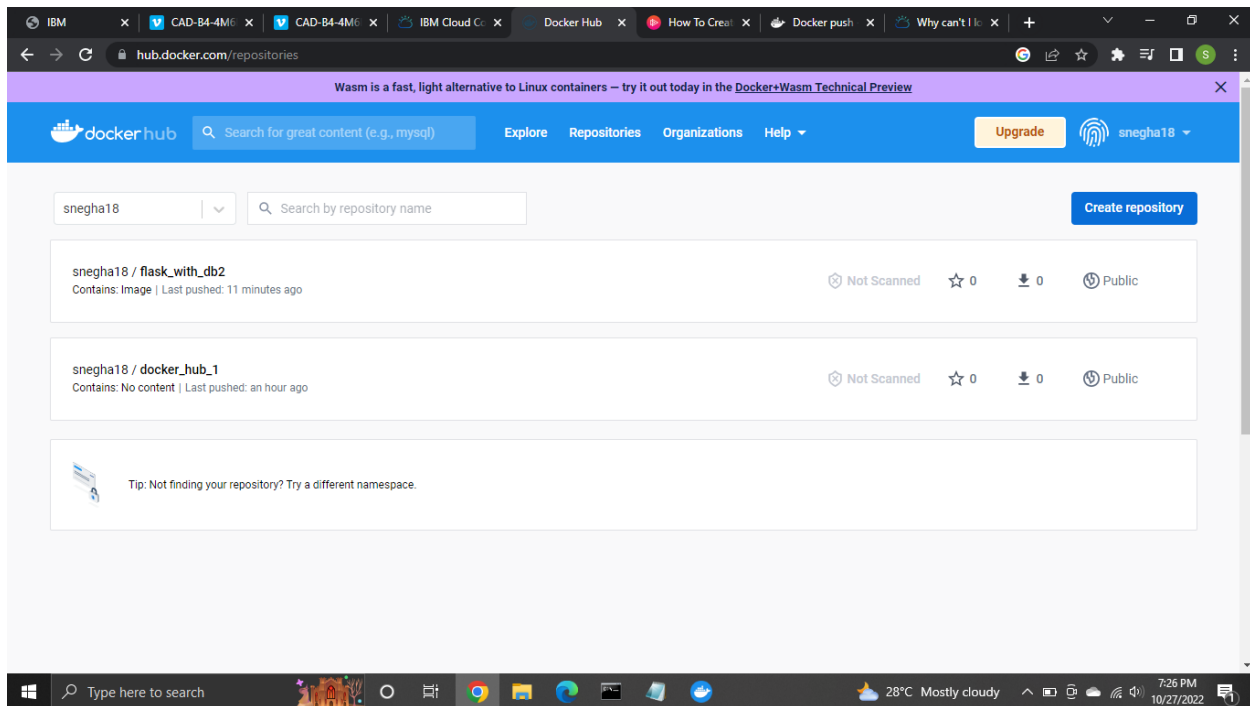 IBM
CAD-B4-4M6
CAD-B4-4M6
IBM Cloud Co
Docker Hub
How To Creat
Docker push
Why can't I lo
hub.docker.com/repositories
S
Wasm is a fast, light alternative to Linux containers — try it out today in the Docker+Wasm Technical Preview
dockerhub
Search for great content (e.g., mysql)
Explore
Repositories
Organizations
Help
Upgrade
snegha18
snegha18
Search by repository name
Create repository
snegha18 / flask_with_db2
Contains: Image | Last pushed: 11 minutes ago
Not Scanned
0
0
Public
snegha18 / docker_hub_1
Contains: No content | Last pushed: an hour ago
Not Scanned
0
0
Public
Tip: Not finding your repository? Try a different namespace.
Type here to search
28°C Mostly cloudy
7:26 PM
10/27/2022
1